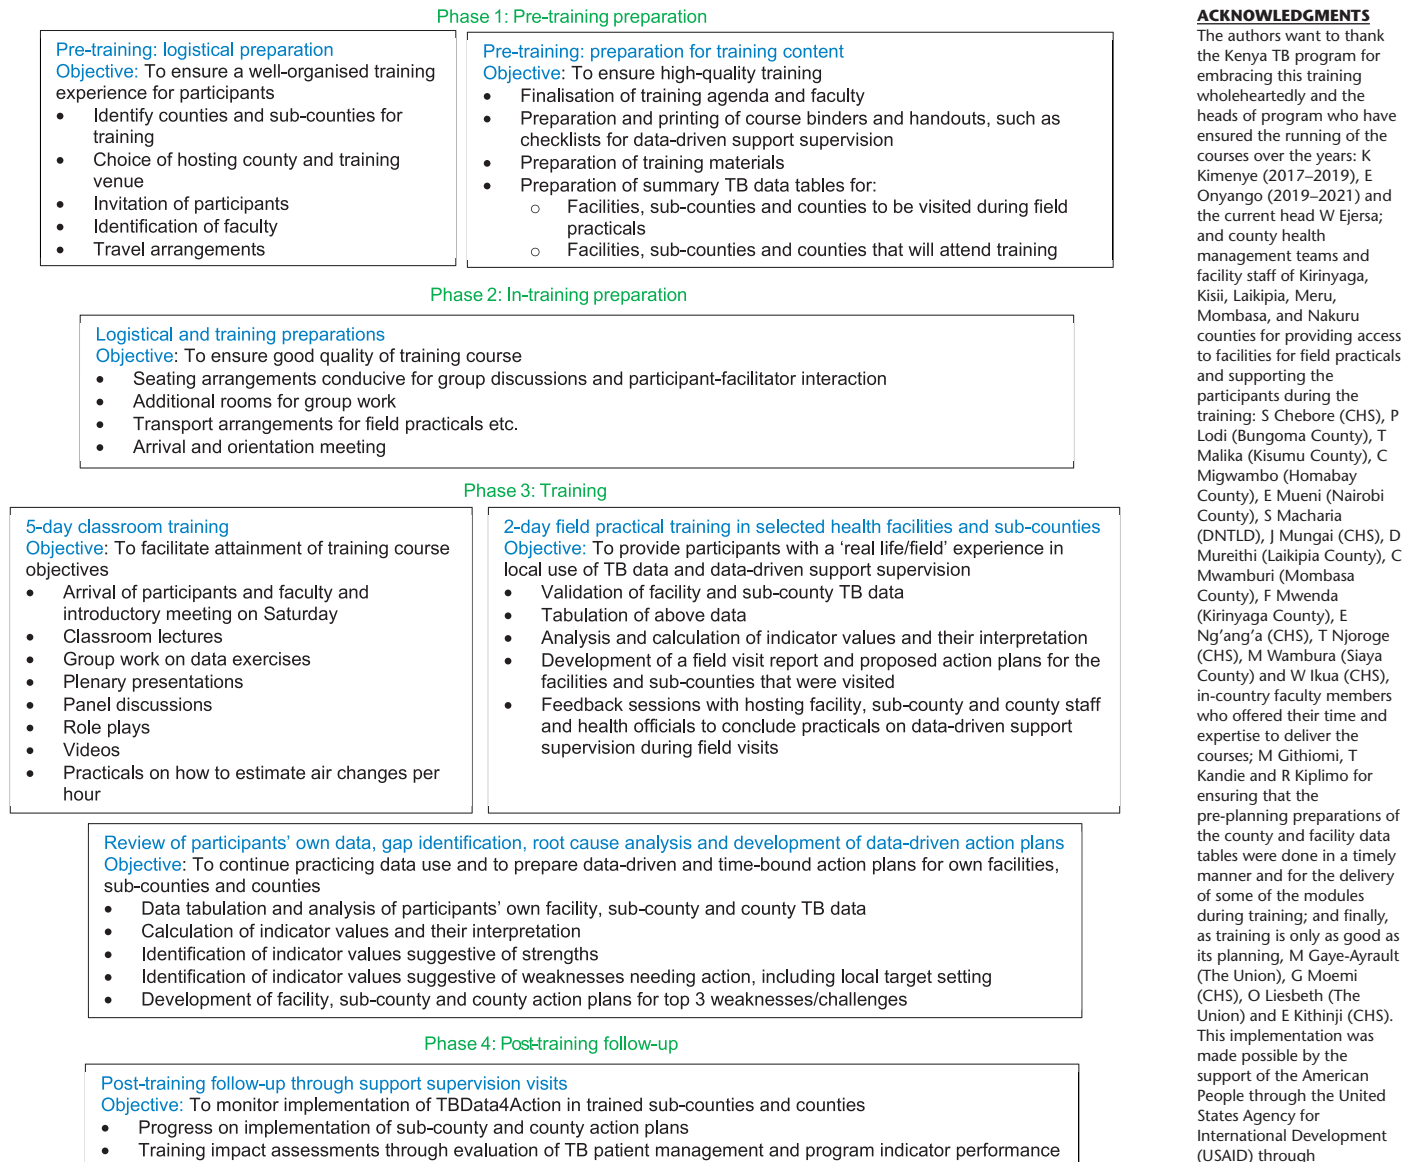 Phase 1: Pre-training preparation
Pre-training: logistical preparation
Objective: To ensure a well-organised training
experience for participants
• Identify counties and sub-counties for
training
• Choice of hosting county and training
venue
• Invitation of participants
• Identification of faculty
• Travel arrangements
Pre-training: preparation for training content
Objective: To ensure high-quality training
• Finalisation of training agenda and faculty
• Preparation and printing of course binders and handouts, such as
checklists for data-driven support supervision
• Preparation of training materials
• Preparation of summary TB data tables for:
○ Facilities, sub-counties and counties to be visited during field
practicals
○ Facilities, sub-counties and counties that will attend training
Phase 2: In-training preparation
Logistical and training preparations
Objective: To ensure good quality of training course
• Seating arrangements conducive for group discussions and participant-facilitator interaction
• Additional rooms for group work
• Transport arrangements for field practicals etc.
• Arrival and orientation meeting
Phase 3: Training
5-day classroom training
Objective: To facilitate attainment of training course
objectives
• Arrival of participants and faculty and
introductory meeting on Saturday
• Classroom lectures
• Group work on data exercises
• Plenary presentations
• Panel discussions
• Role plays
• Videos
• Practicals on how to estimate air changes per
hour
2-day field practical training in selected health facilities and sub-counties
Objective: To provide participants with a ‘real life/field’ experience in
local use of TB data and data-driven support supervision
• Validation of facility and sub-county TB data
• Tabulation of above data
• Analysis and calculation of indicator values and their interpretation
• Development of a field visit report and proposed action plans for the
facilities and sub-counties that were visited
• Feedback sessions with hosting facility, sub-county and county staff
and health officials to conclude practicals on data-driven support
supervision during field visits
Review of participants’ own data, gap identification, root cause analysis and development of data-driven action plans
Objective: To continue practicing data use and to prepare data-driven and time-bound action plans for own facilities,
sub-counties and counties
• Data tabulation and analysis of participants’ own facility, sub-county and county TB data
• Calculation of indicator values and their interpretation
• Identification of indicator values suggestive of strengths
• Identification of indicator values suggestive of weaknesses needing action, including local target setting
• Development of facility, sub-county and county action plans for top 3 weaknesses/challenges
Phase 4: Post-training follow-up
Post-training follow-up through support supervision visits
Objective: To monitor implementation of TBData4Action in trained sub-counties and counties
• Progress on implementation of sub-county and county action plans
• Training impact assessments through evaluation of TB patient management and program indicator performance
ACKNOWLEDGMENTS
The authors want to thank
the Kenya TB program for
embracing this training
wholeheartedly and the
heads of program who have
ensured the running of the
courses over the years: K
Kimenye (2017–2019), E
Onyango (2019–2021) and
the current head W Ejersa;
and county health
management teams and
facility staff of Kirinyaga,
Kisii, Laikipia, Meru,
Mombasa, and Nakuru
counties for providing access
to facilities for field practicals
and supporting the
participants during the
training: S Chebore (CHS), P
Lodi (Bungoma County), T
Malika (Kisumu County), C
Migwambo (Homabay
County), E Mueni (Nairobi
County), S Macharia
(DNTLD), J Mungai (CHS), D
Mureithi (Laikipia County), C
Mwamburi (Mombasa
County), F Mwenda
(Kirinyaga County), E
Ng’ang’a (CHS), T Njoroge
(CHS), M Wambura (Siaya
County) and W Ikua (CHS),
in-country faculty members
who offered their time and
expertise to deliver the
courses; M Githiomi, T
Kandie and R Kiplimo for
ensuring that the
pre-planning preparations of
the county and facility data
tables were done in a timely
manner and for the delivery
of some of the modules
during training; and finally,
as training is only as good as
its planning, M Gaye-Ayrault
(The Union), G Moemi
(CHS), O Liesbeth (The
Union) and E Kithinji (CHS).
This implementation was
made possible by the
support of the American
People through the United
States Agency for
International Development
(USAID) through